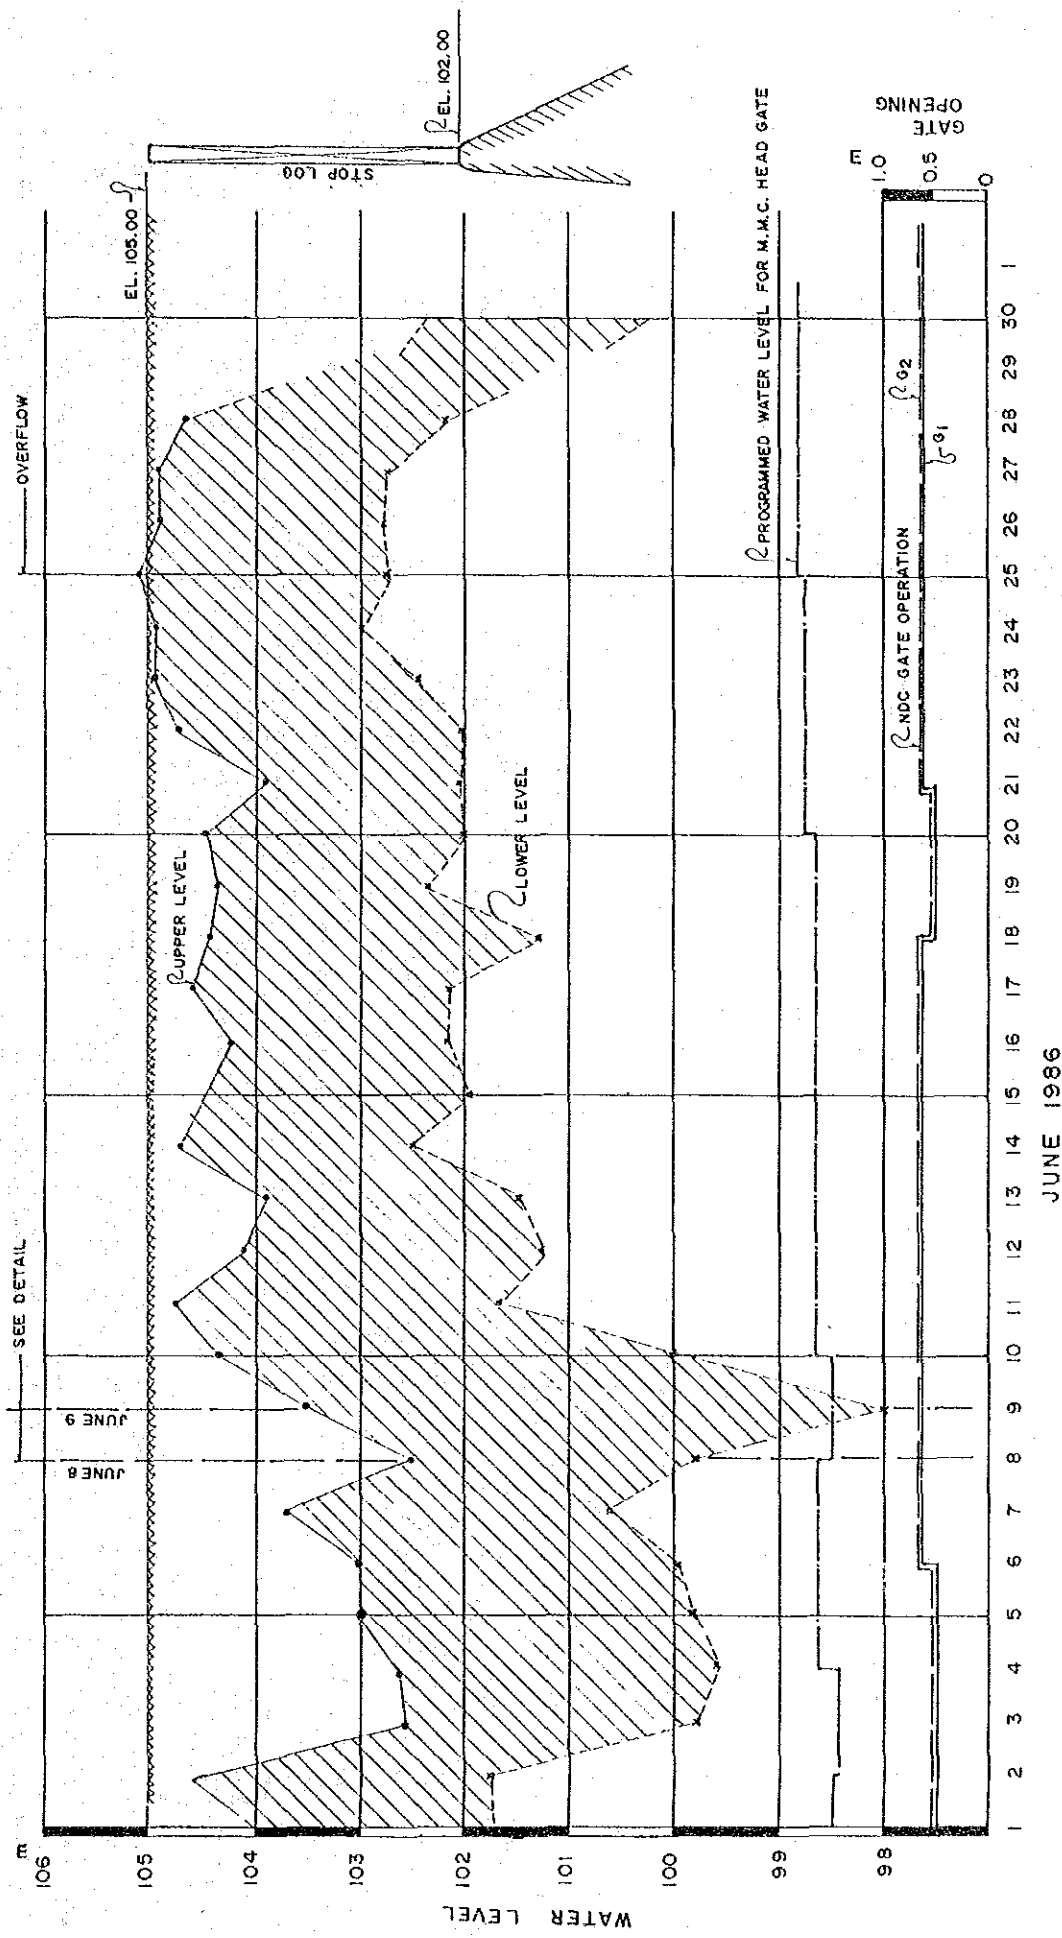 WATER LEVEL
m
106
105
104
103
102
101
100
99
98
SEE DETAIL
JUNE 8
JUNE 9
OVERFLOW
EL. 105.00
STOP LOG
EL. 102.00
UPPER LEVEL
LOWER LEVEL
PROGRAMMED WATER LEVEL FOR M.M.C. HEAD GATE
NDC GATE OPERATION
G2
G1
m
1.0
0.5
0
GATE
OPENING
1 2 3 4 5 6 7 8 9 10 11 12 13 14 15 16 17 18 19 20 21 22 23 24 25 26 27 28 29 30 1
JUNE 1986